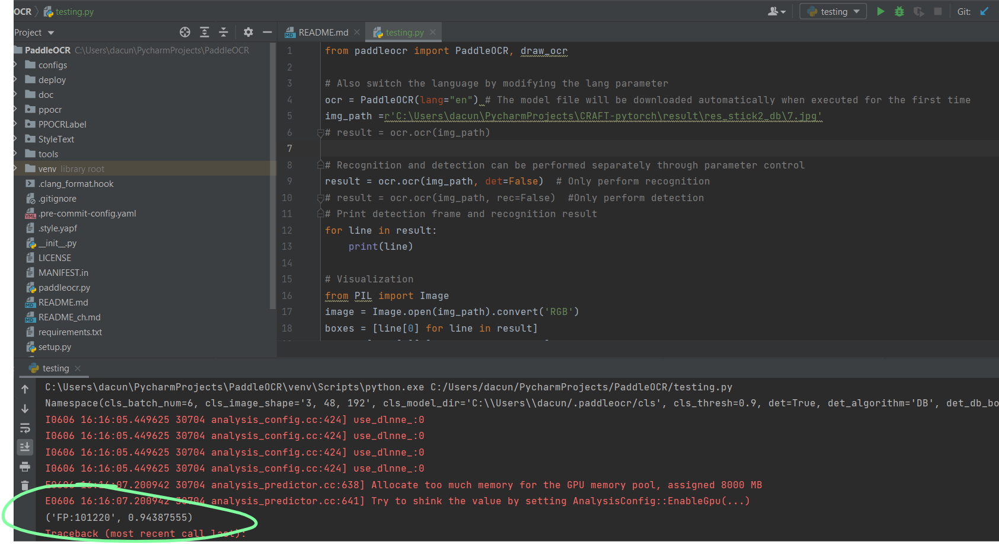 OCR testing.py
testing
Git:
Project
README.md
testing.py
PaddleOCR C:\Users\dacun\PycharmProjects\PaddleOCR
configs
deploy
doc
ppocr
PPOCRLabel
StyleText
tools
venv library root
.clang_format.hook
.gitignore
.pre-commit-config.yaml
.style.yapf
__init__.py
LICENSE
MANIFEST.in
paddleocr.py
README.md
README_ch.md
requirements.txt
setup.py
1 from paddleocr import PaddleOCR, draw_ocr
2
3 # Also switch the language by modifying the lang parameter
4 ocr = PaddleOCR(lang="en") # The model file will be downloaded automatically when executed for the first time
5 img_path =r'C:\Users\dacun\PycharmProjects\CRAFT-pytorch\result\res_stick2_db\7.jpg'
6 # result = ocr.ocr(img_path)
7
8 # Recognition and detection can be performed separately through parameter control
9 result = ocr.ocr(img_path, det=False)  # Only perform recognition
10 # result = ocr.ocr(img_path, rec=False)  #Only perform detection
11 # Print detection frame and recognition result
12 for line in result:
13     print(line)
14
15 # Visualization
16 from PIL import Image
17 image = Image.open(img_path).convert('RGB')
18 boxes = [line[0] for line in result]
testing
C:\Users\dacun\PycharmProjects\PaddleOCR\venv\Scripts\python.exe C:/Users/dacun/PycharmProjects/PaddleOCR/testing.py
Namespace(cls_batch_num=6, cls_image_shape='3, 48, 192', cls_model_dir='C:\\Users\\dacun/.paddleocr/cls', cls_thresh=0.9, det=True, det_algorithm='DB', det_db_bo
I0606 16:16:05.449625 30704 analysis_config.cc:424] use_dlnne_:0
I0606 16:16:05.449625 30704 analysis_config.cc:424] use_dlnne_:0
I0606 16:16:05.449625 30704 analysis_config.cc:424] use_dlnne_:0
I0606 16:16:05.449625 30704 analysis_config.cc:424] use_dlnne_:0
E0606 16:16:07.200942 30704 analysis_predictor.cc:638] Allocate too much memory for the GPU memory pool, assigned 8000 MB
E0606 16:16:07.200942 30704 analysis_predictor.cc:641] Try to shink the value by setting AnalysisConfig::EnableGpu(...)
('FP:101220', 0.94387555)
Traceback (most recent call last):